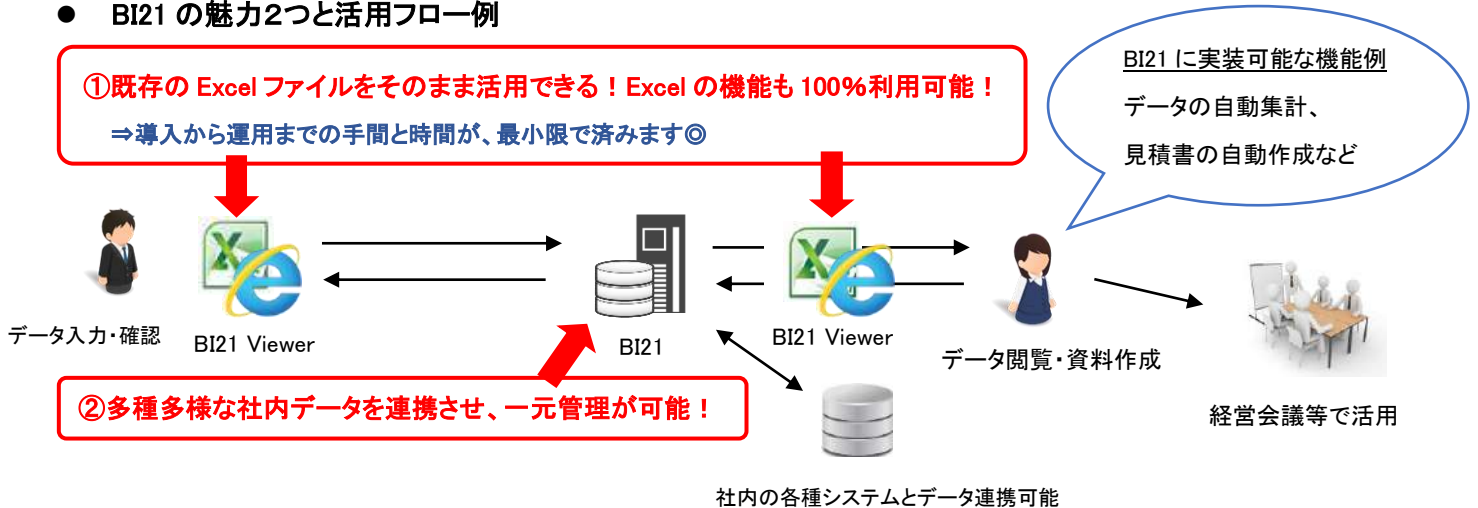 ● BI21 の魅力２つと活用フロー例
①既存の Excel ファイルをそのまま活用できる！Excel の機能も 100％利用可能！
⇒導入から運用までの手間と時間が、最小限で済みます◎
BI21 に実装可能な機能例
データの自動集計、
見積書の自動作成など
データ入力・確認
BI21 Viewer
BI21
BI21 Viewer
データ閲覧・資料作成
②多種多様な社内データを連携させ、一元管理が可能！
経営会議等で活用
社内の各種システムとデータ連携可能